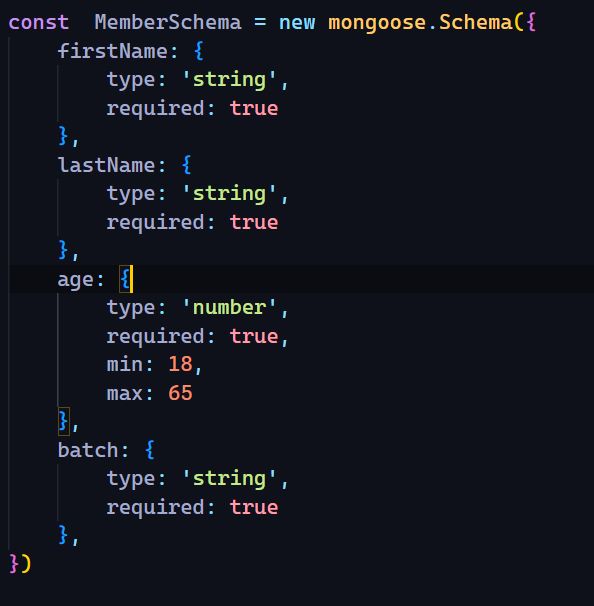 const  MemberSchema = new mongoose.Schema({
    firstName: {
        type: 'string',
        required: true
    },
    lastName: {
        type: 'string',
        required: true
    },
    age: {
        type: 'number',
        required: true,
        min: 18,
        max: 65
    },
    batch: {
        type: 'string',
        required: true
    },
})